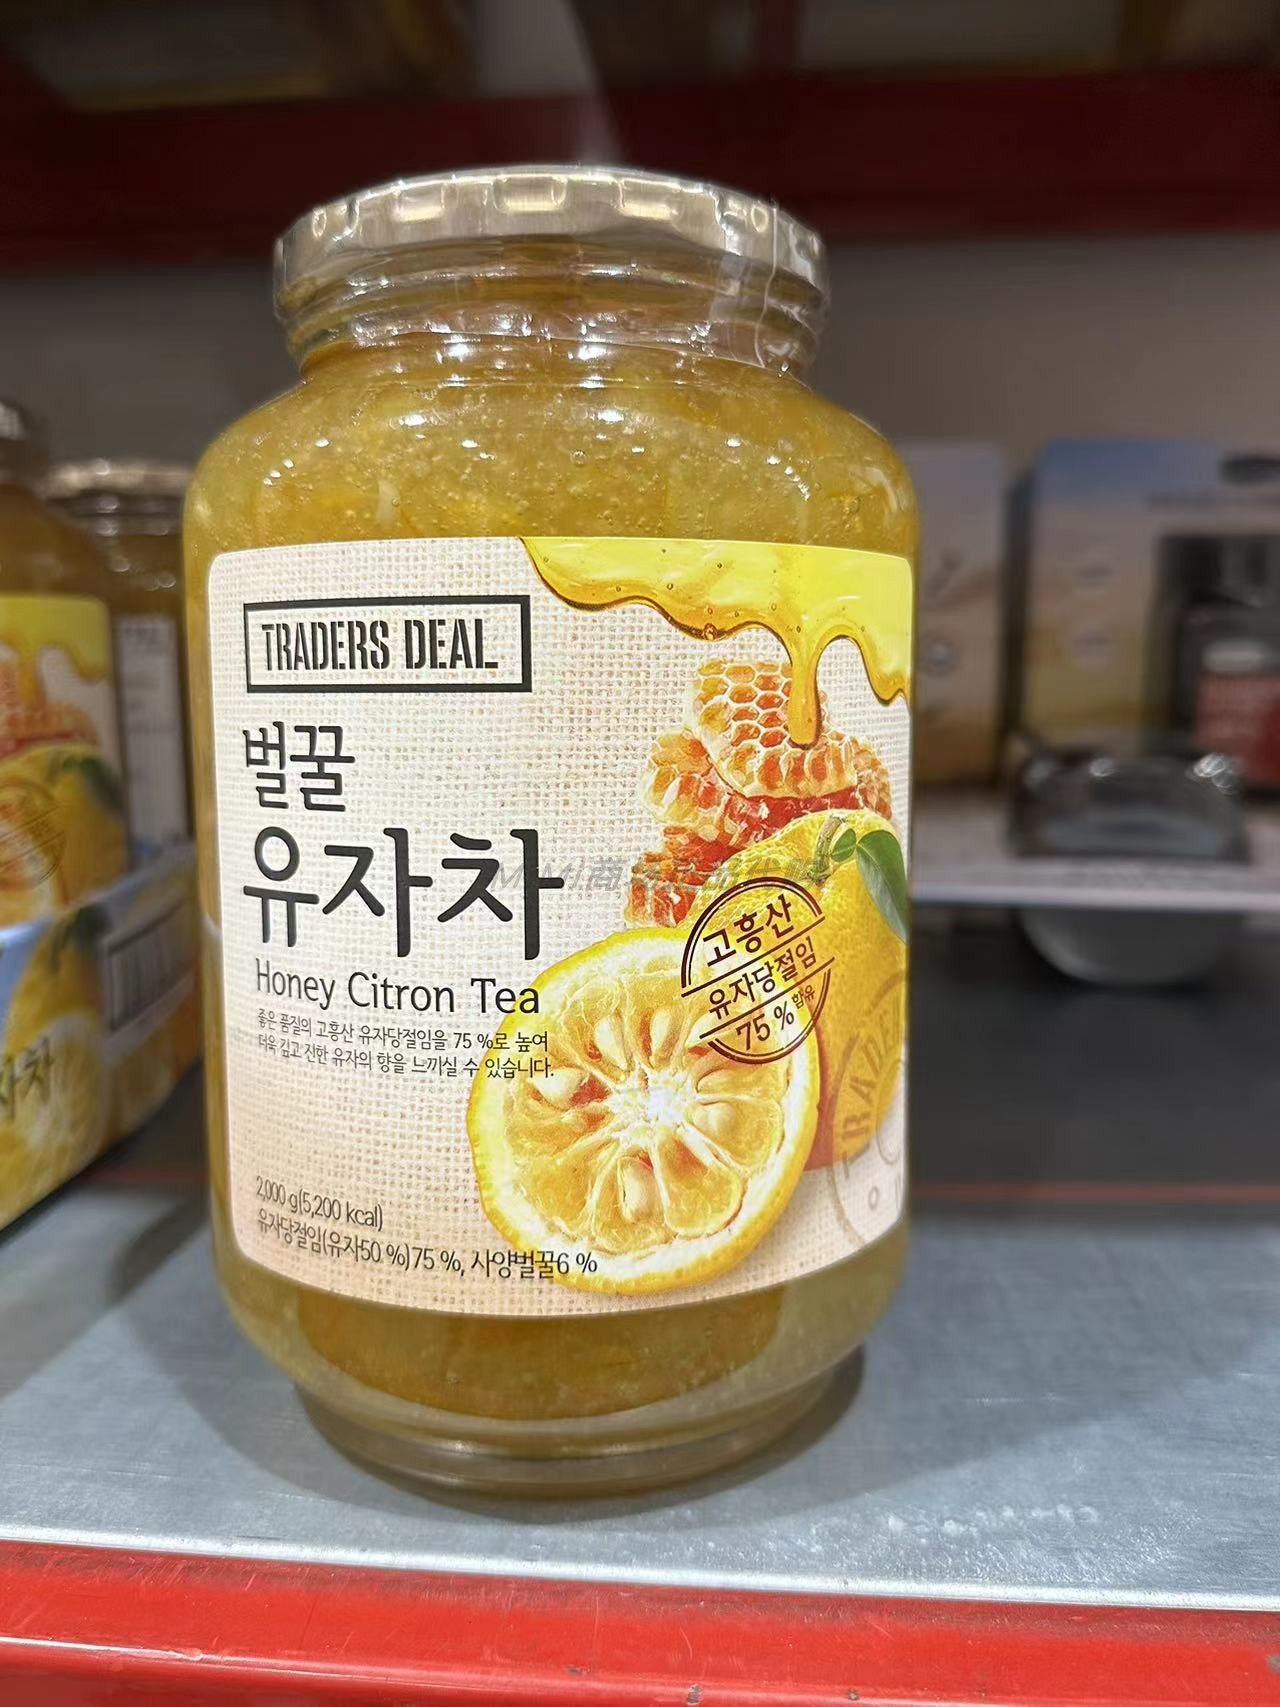 TRADERS DEAL
벌꿀
유자차
Honey Citron Tea
좋은 품질의 고흥산 유자당절임을 75 %로 높여
더욱 깊고 진한 유자의 향을 느끼실 수 있습니다.
고흥산
유자당절임
75 % 함유
2,000 g(5,200 kcal)
유자당절임(유자50 %)75 %, 사양벌꿀6 %